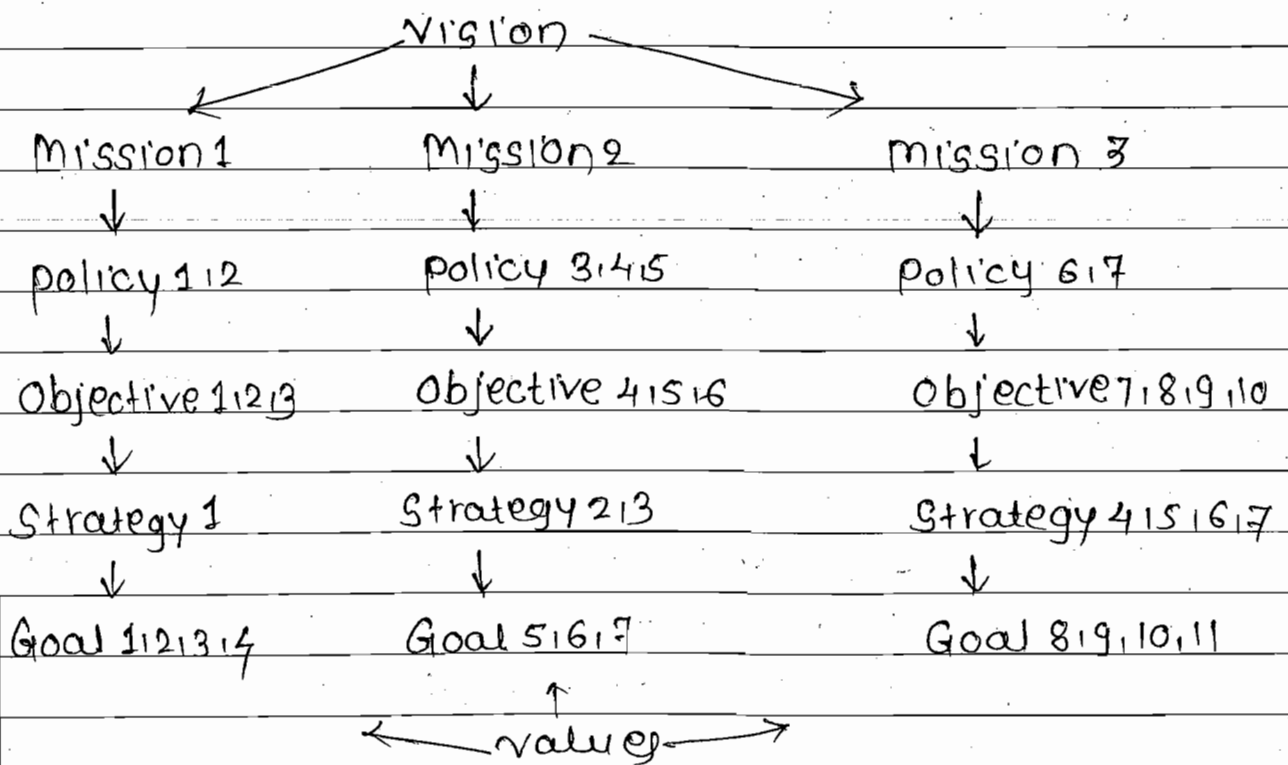 Vision
Mission 1 Mission 2 Mission 3
Policy 1,2 Policy 3,4,5 Policy 6,7
Objective 1,2,3 Objective 4,5,6 Objective 7,8,9,10
Strategy 1 Strategy 2,3 Strategy 4,5,6,7
Goal 1,2,3,4 Goal 5,6,7 Goal 8,9,10,11
Values